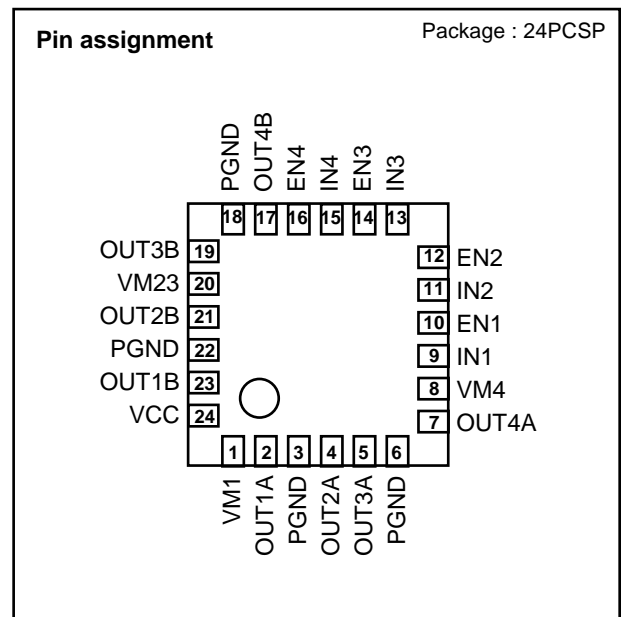 Pin assignment
Package : 24PCSP
PGND
OUT4B
EN4
IN4
EN3
IN3
18 17 16 15 14 13
OUT3B 19
VM23 20
OUT2B 21
PGND 22
OUT1B 23
VCC 24
12 EN2
11 IN2
10 EN1
9 IN1
8 VM4
7 OUT4A
1 2 3 4 5 6
VM1
OUT1A
PGND
OUT2A
OUT3A
PGND